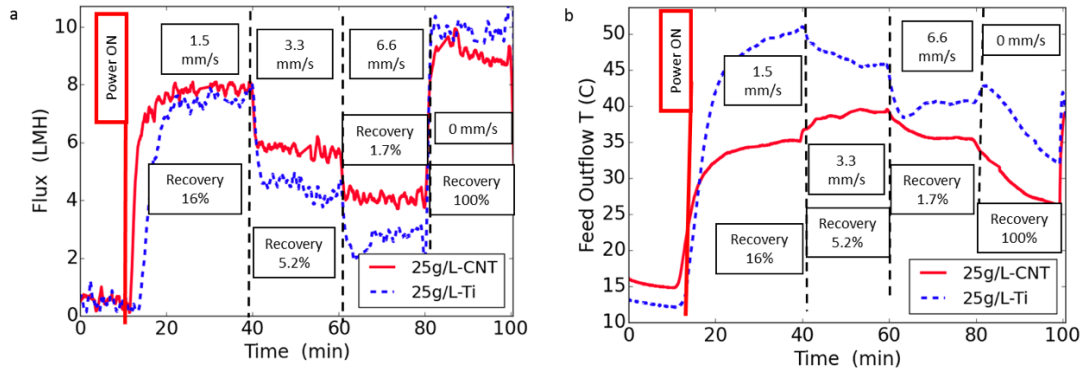 a
Power ON
1.5
mm/s
3.3
mm/s
6.6
mm/s
Recovery
1.7%
0 mm/s
Recovery
16%
Recovery
100%
Recovery
5.2%
25g/L-CNT
25g/L-Ti
Flux (LMH)
10
8
6
4
2
0
0 20 40 60 80 100
Time (min)
b
Power ON
1.5
mm/s
6.6
mm/s
0 mm/s
3.3
mm/s
Recovery
1.7%
Recovery
16%
Recovery
5.2%
Recovery
100%
25g/L-CNT
25g/L-Ti
Feed Outflow T (C)
50
45
40
35
30
25
20
15
10
0 20 40 60 80 100
Time (min)